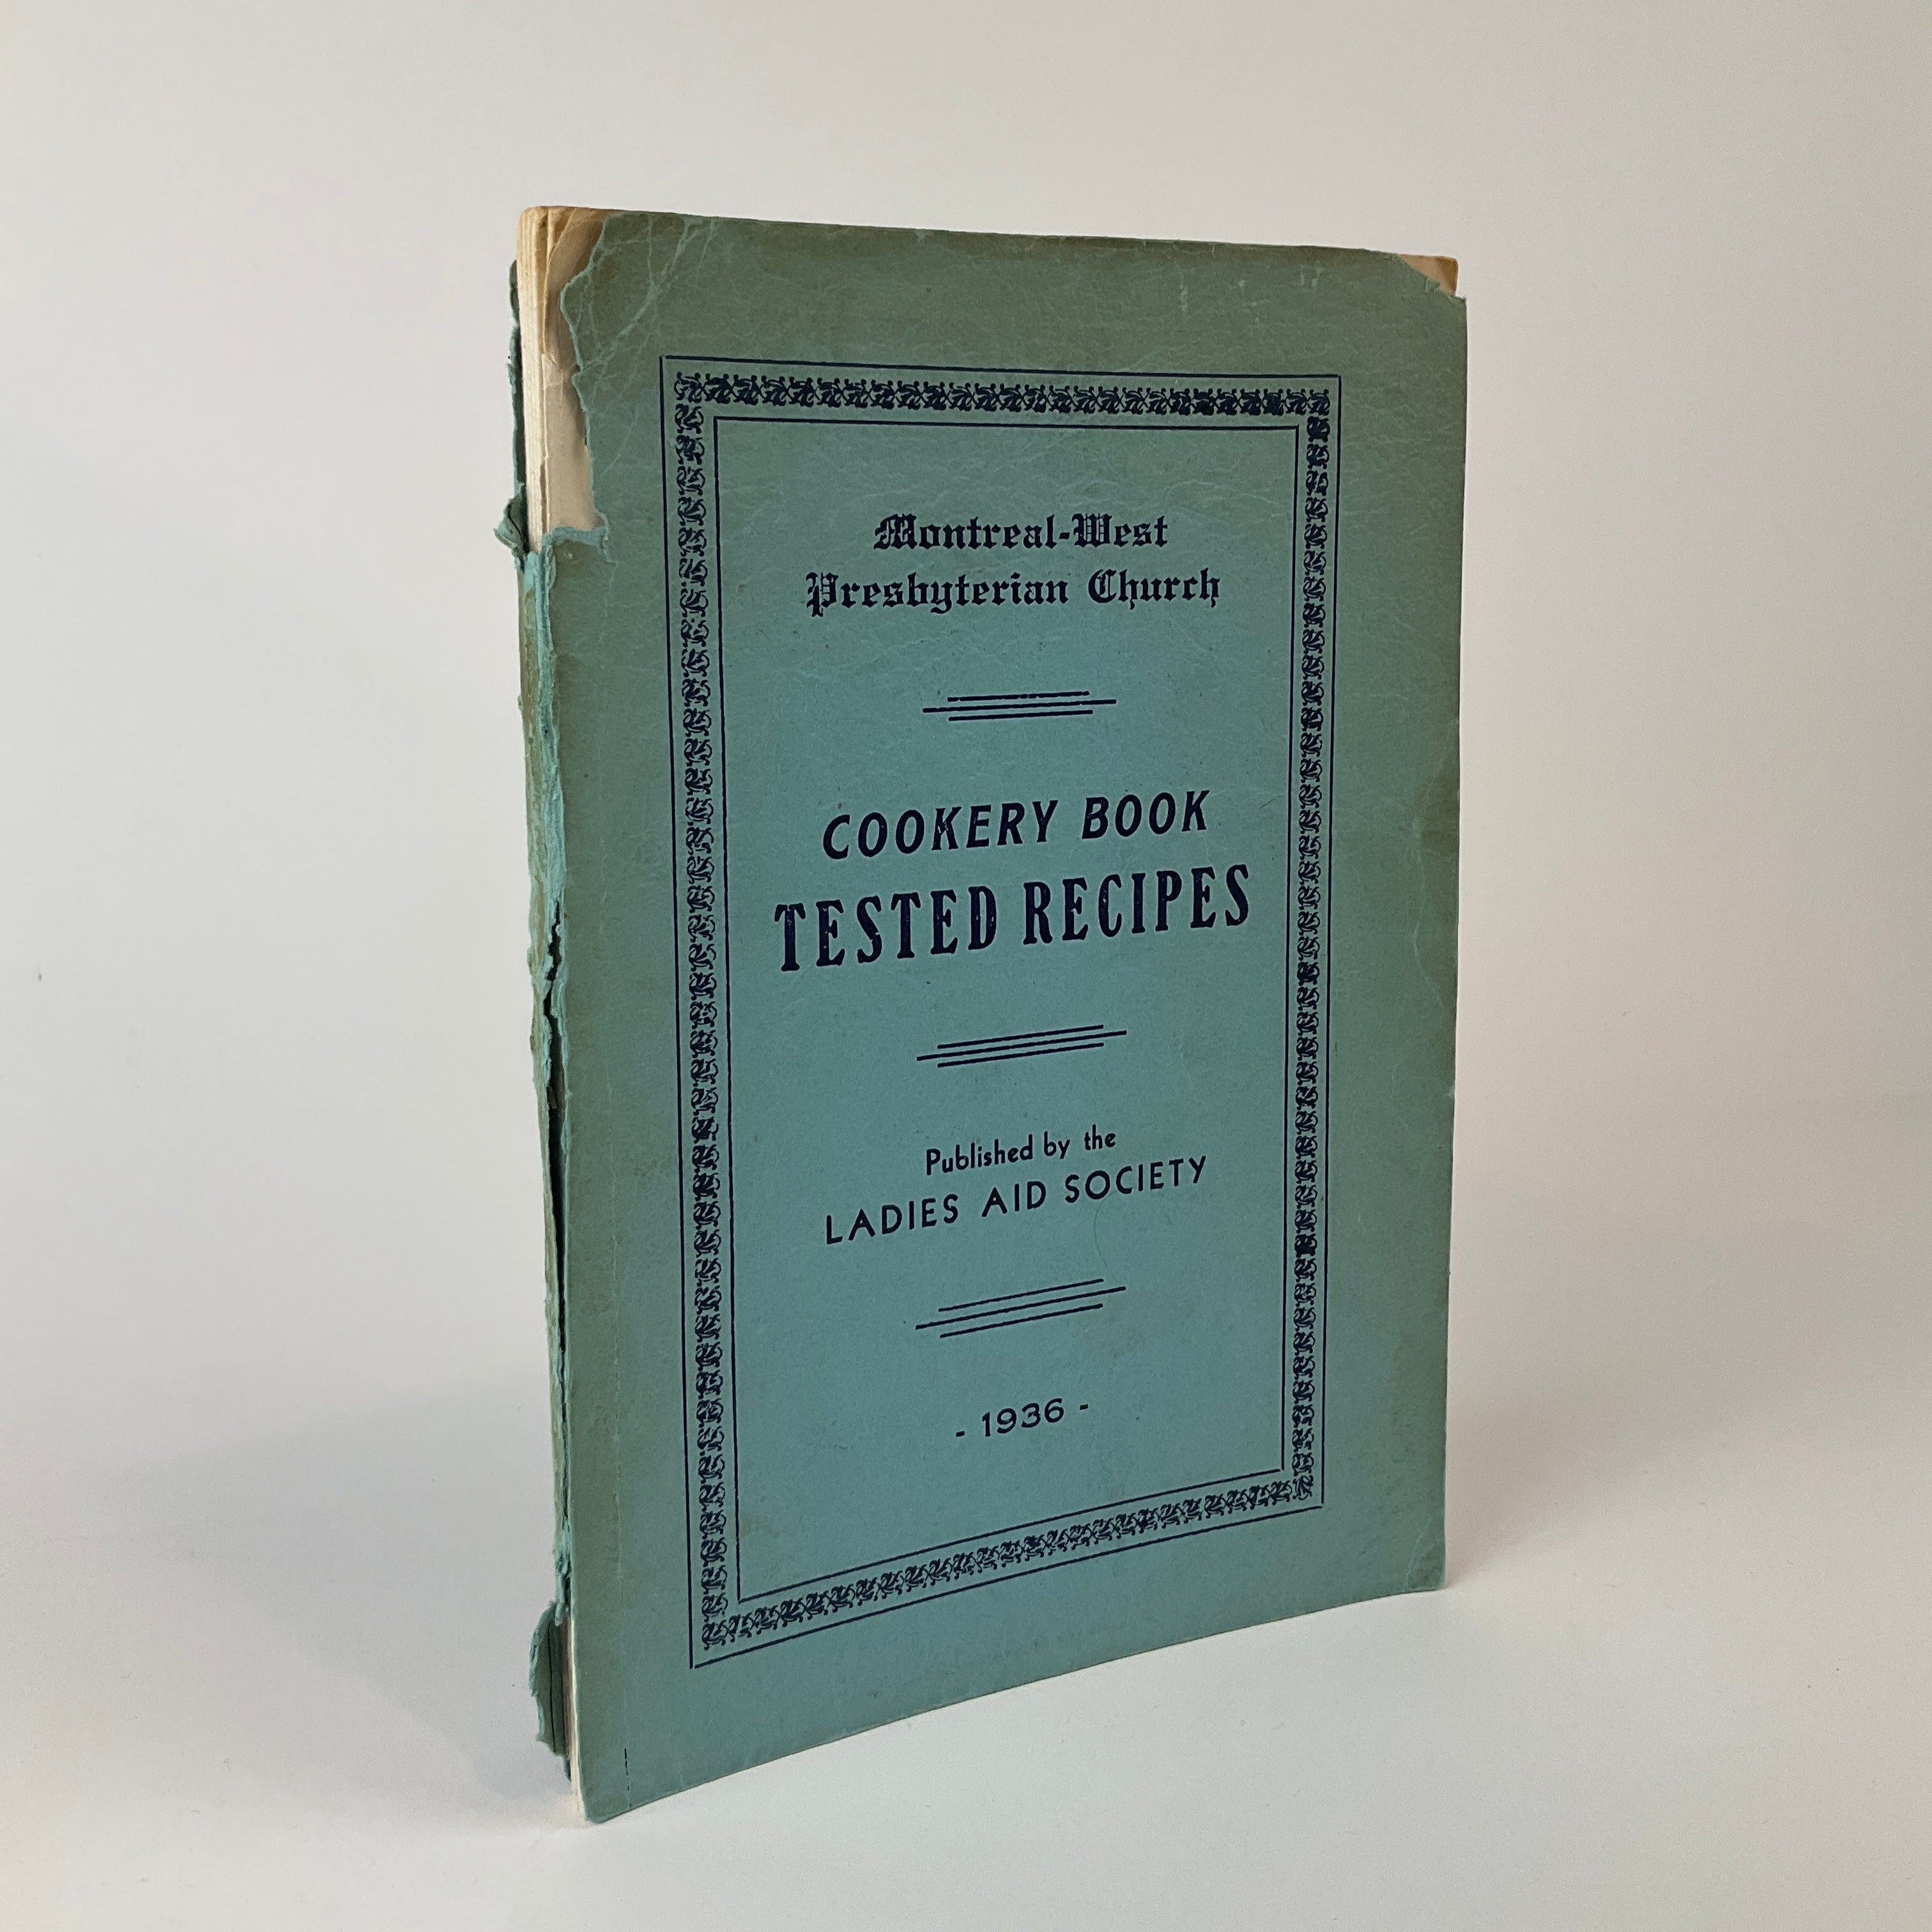 Montreal-West
Presbyterian Church
COOKERY BOOK
TESTED RECIPES
Published by the
LADIES AID SOCIETY
- 1936 -